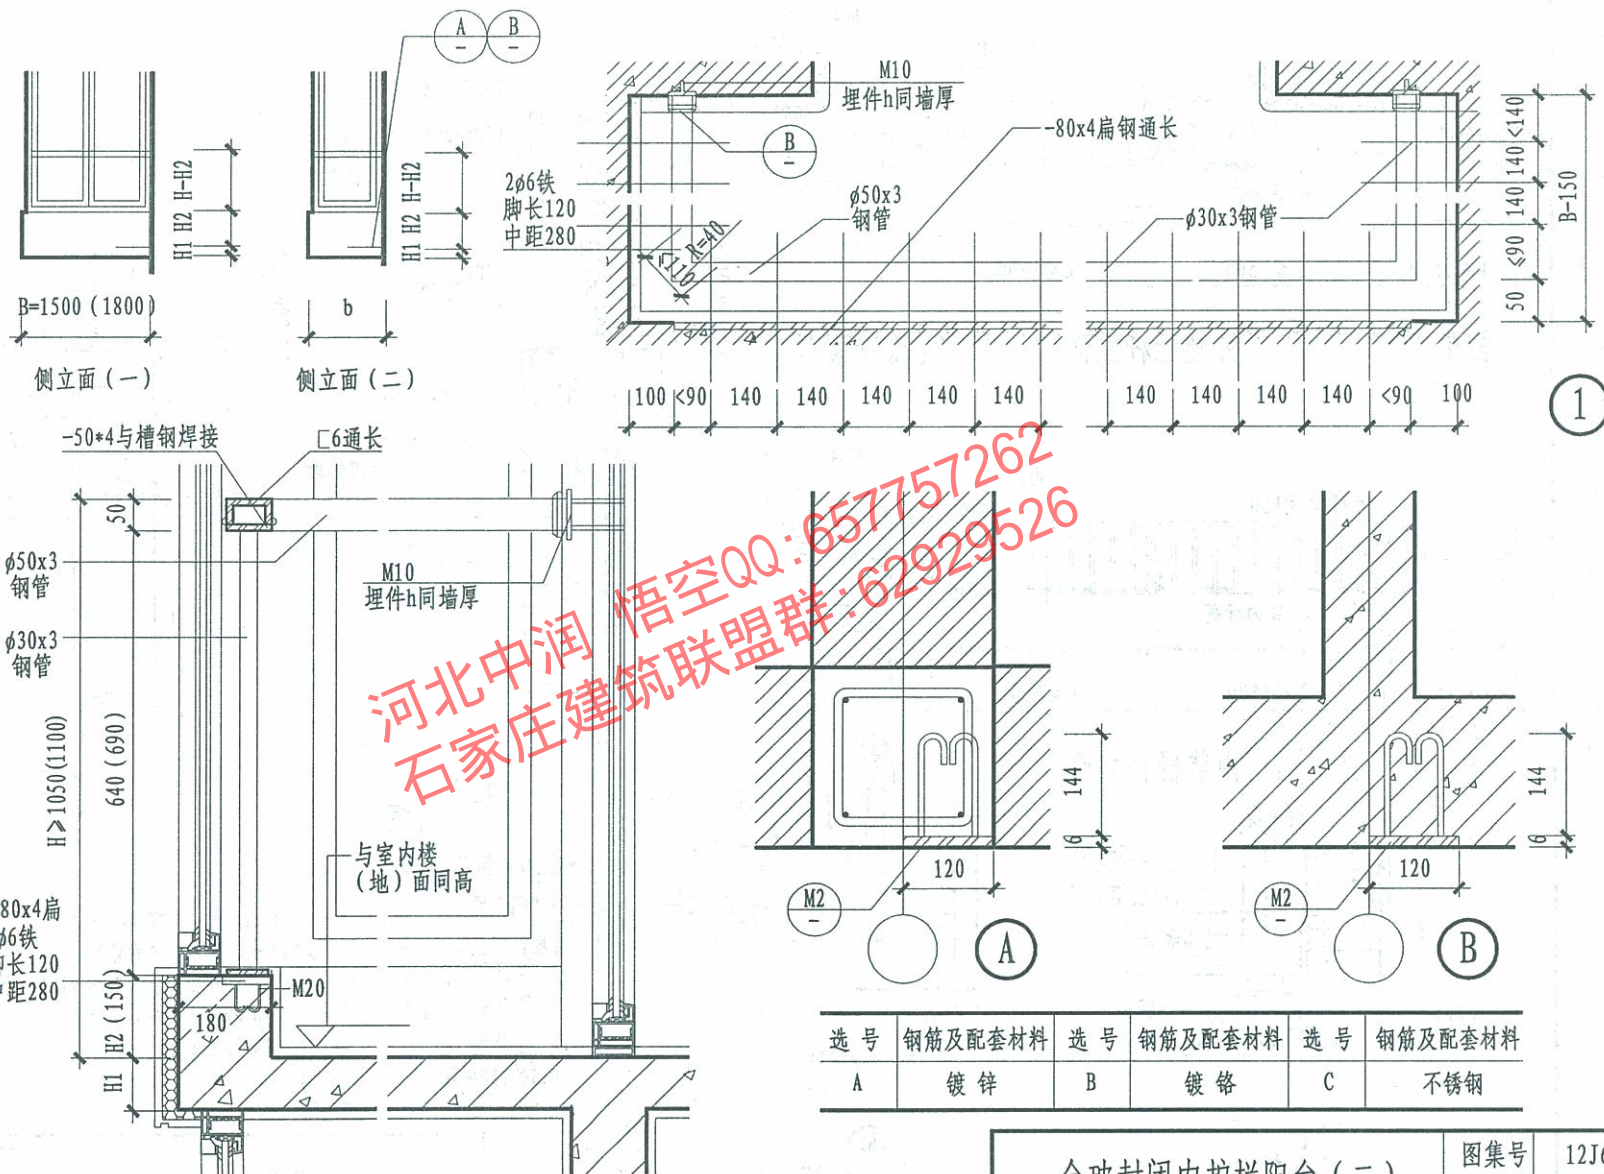 A
B
-
-
H-H2
H2
H1
H-H2
H2
H1
B=1500（1800）
b
侧立面（一）
侧立面（二）
M10
埋件h同墙厚
B
-
-80x4扁钢通长
2ø6铁
脚长120
中距280
ø50x3
钢管
ø30x3钢管
R=40
≤110
<140
140
140
≤90
50
B-150
100
<90
140
140
140
140
140
140
140
140
140
<90
100
1
-50*4与槽钢焊接
匚6通长
50
ø50x3
钢管
M10
埋件h同墙厚
ø30x3
钢管
H≥1050(1100)
640（690）
与室内楼
（地）面同高
80x4扁
ø6铁
脚长120
中距280
M20
180
H2（150）
H1
144
6
120
M2
-
A
144
6
120
M2
-
B
选 号 钢筋及配套材料 选 号 钢筋及配套材料 选 号 钢筋及配套材料
A 镀 锌 B 镀 铬 C 不锈钢
图集号 12J6
河北中润 悟空QQ:657757262
石家庄建筑联盟群:62929526